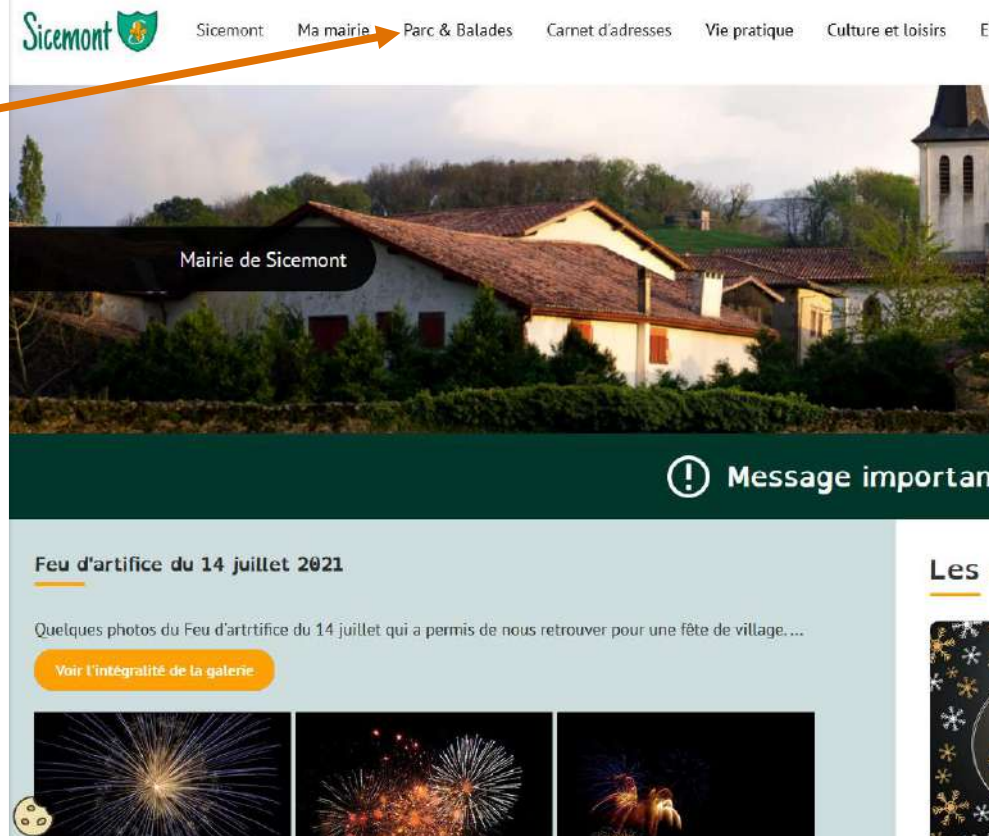 Sicemont
Sicemont Ma mairie Parc & Balades Carnet d'adresses Vie pratique Culture et loisirs E
Mairie de Sicemont
Message importan
Feu d'artifice du 14 juillet 2021
Les
Quelques photos du Feu d'artrtifice du 14 juillet qui a permis de nous retrouver pour une fête de village....
Voir l'intégralité de la galerie